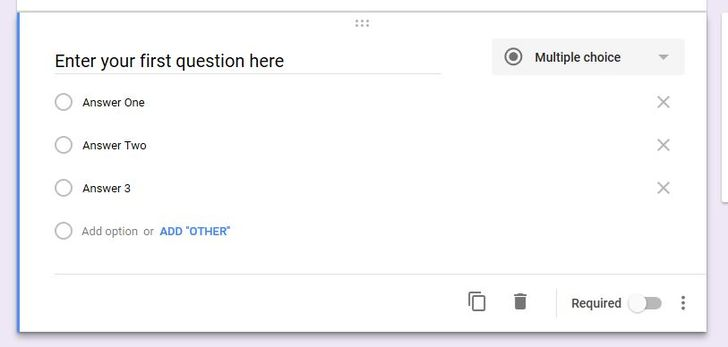 Enter your first question here
Multiple choice
Answer One
Answer Two
Answer 3
Add option or ADD "OTHER"
Required